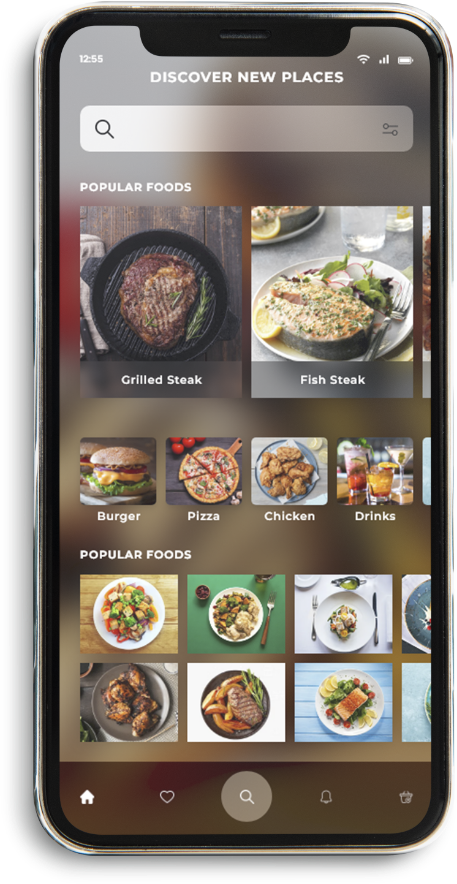 12:55
DISCOVER NEW PLACES
POPULAR FOODS
Grilled Steak
Fish Steak
Burger
Pizza
Chicken
Drinks
POPULAR FOODS